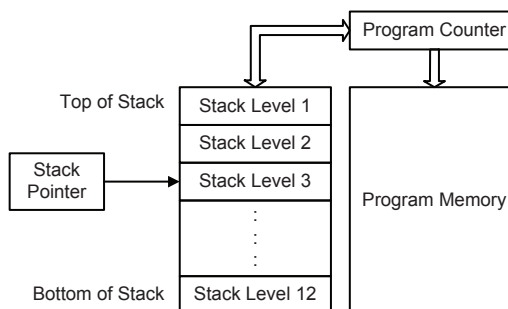 Program Counter
Top of Stack
Stack Level 1
Stack Level 2
Stack
Pointer
Stack Level 3
Program Memory
:
:
:
Bottom of Stack
Stack Level 12